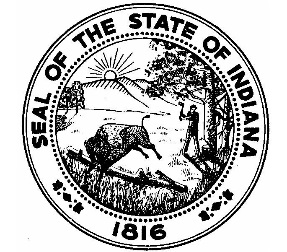 SEAL OF THE STATE OF INDIANA
1816